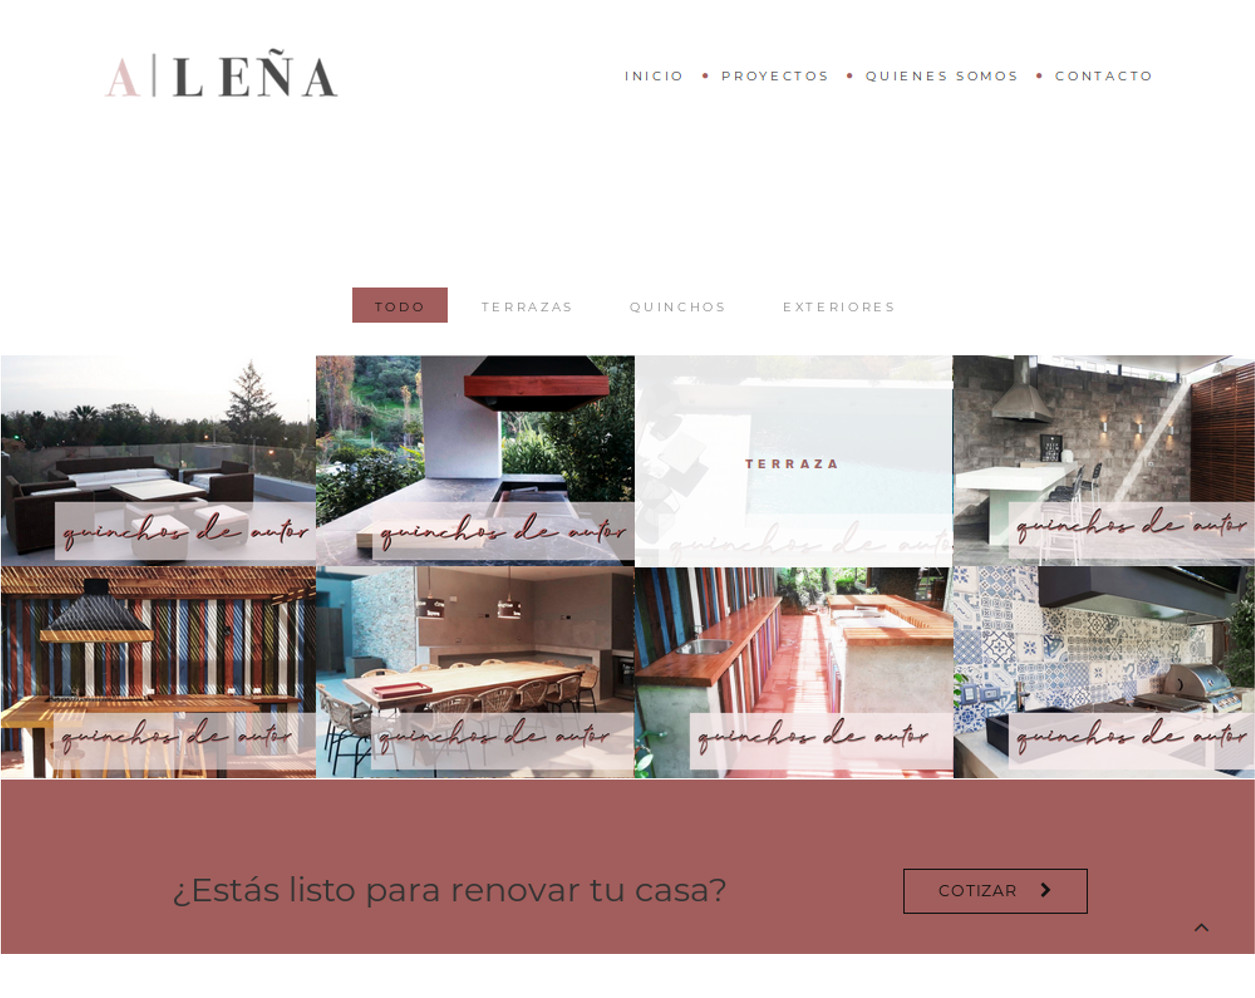 A|LEÑA
INICIO • PROYECTOS • QUIENES SOMOS • CONTACTO
TODO TERRAZAS QUINCHOS EXTERIORES
quinchos de autor
quinchos de autor
TERRAZA
quinchos de auto
quinchos de autor
quinchos de autor
quinchos de autor
quinchos de autor
quinchos de autor
¿Estás listo para renovar tu casa?
COTIZAR